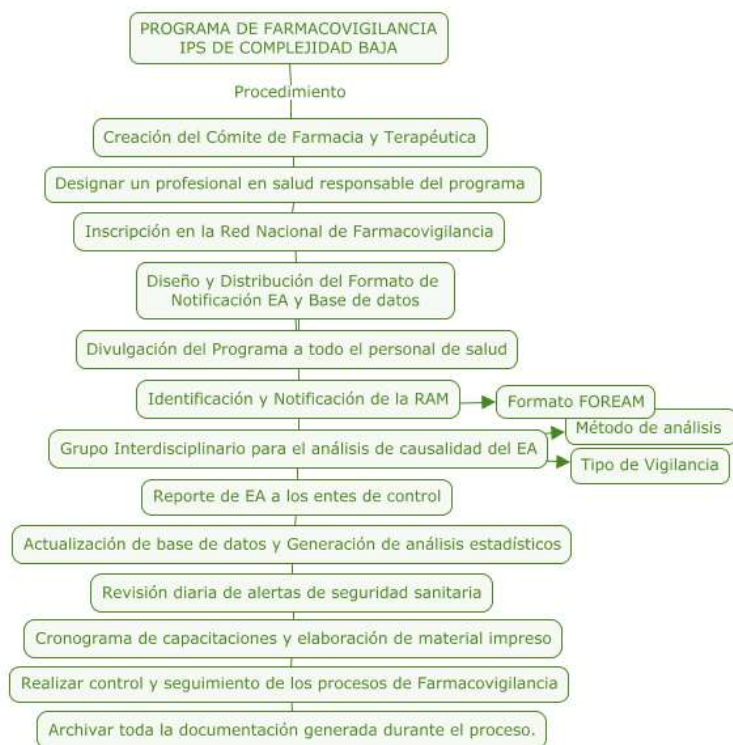 PROGRAMA DE FARMACOVIGILANCIA
IPS DE COMPLEJIDAD BAJA
Procedimiento
Creación del Cómite de Farmacia y Terapéutica
Designar un profesional en salud responsable del programa
Inscripción en la Red Nacional de Farmacovigilancia
Diseño y Distribución del Formato de
Notificación EA y Base de datos
Divulgación del Programa a todo el personal de salud
Identificación y Notificación de la RAM
Formato FOREAM
Método de análisis
Grupo Interdisciplinario para el análisis de causalidad del EA
Tipo de Vigilancia
Reporte de EA a los entes de control
Actualización de base de datos y Generación de análisis estadísticos
Revisión diaria de alertas de seguridad sanitaria
Cronograma de capacitaciones y elaboración de material impreso
Realizar control y seguimiento de los procesos de Farmacovigilancia
Archivar toda la documentación generada durante el proceso.